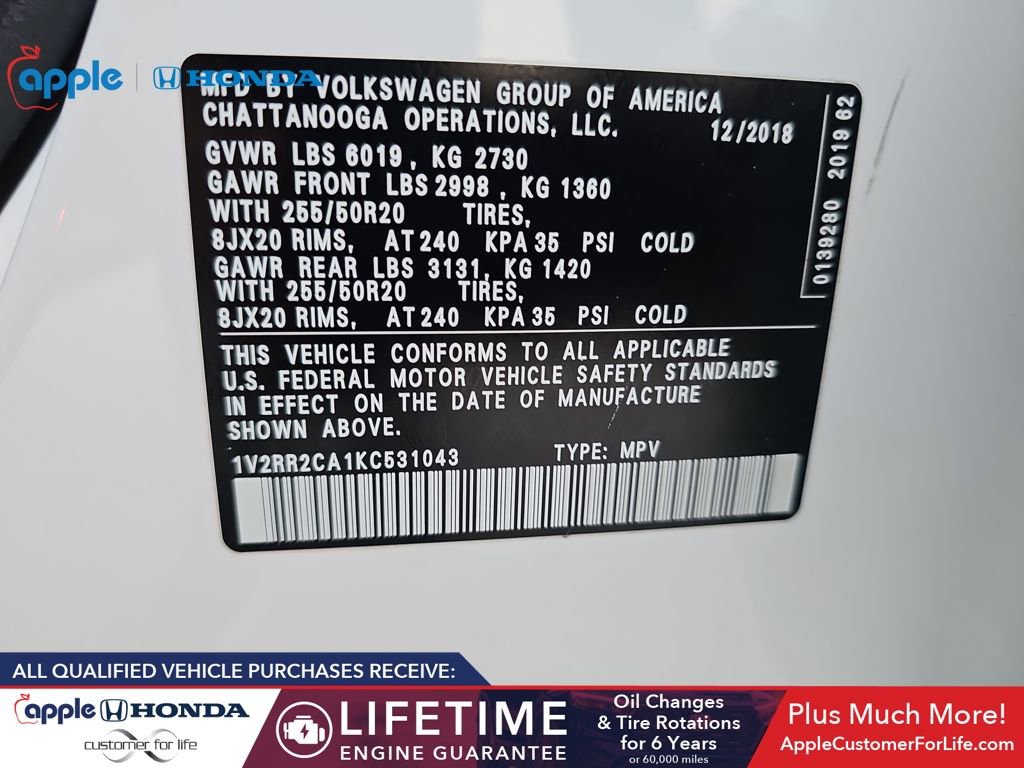 apple HONDA
MFD BY VOLKSWAGEN GROUP OF AMERICA
CHATTANOOGA OPERATIONS, LLC. 12/2018
GVWR LBS 6019, KG 2730
GAWR FRONT LBS 2998, KG 1360
WITH 255/50R20 TIRES,
8JX20 RIMS, AT 240 KPA 35 PSI COLD
GAWR REAR LBS 3131, KG 1420
WITH 255/50R20 TIRES,
8JX20 RIMS, AT 240 KPA 35 PSI COLD
0139280 2019 62
THIS VEHICLE CONFORMS TO ALL APPLICABLE
U.S. FEDERAL MOTOR VEHICLE SAFETY STANDARDS
IN EFFECT ON THE DATE OF MANUFACTURE
SHOWN ABOVE.
1V2RR2CA1KC531043 TYPE: MPV
ALL QUALIFIED VEHICLE PURCHASES RECEIVE:
apple HONDA
customer for life
LIFETIME
ENGINE GUARANTEE
Oil Changes
& Tire Rotations
for 6 Years
or 60,000 miles
Plus Much More!
AppleCustomerForLife.com